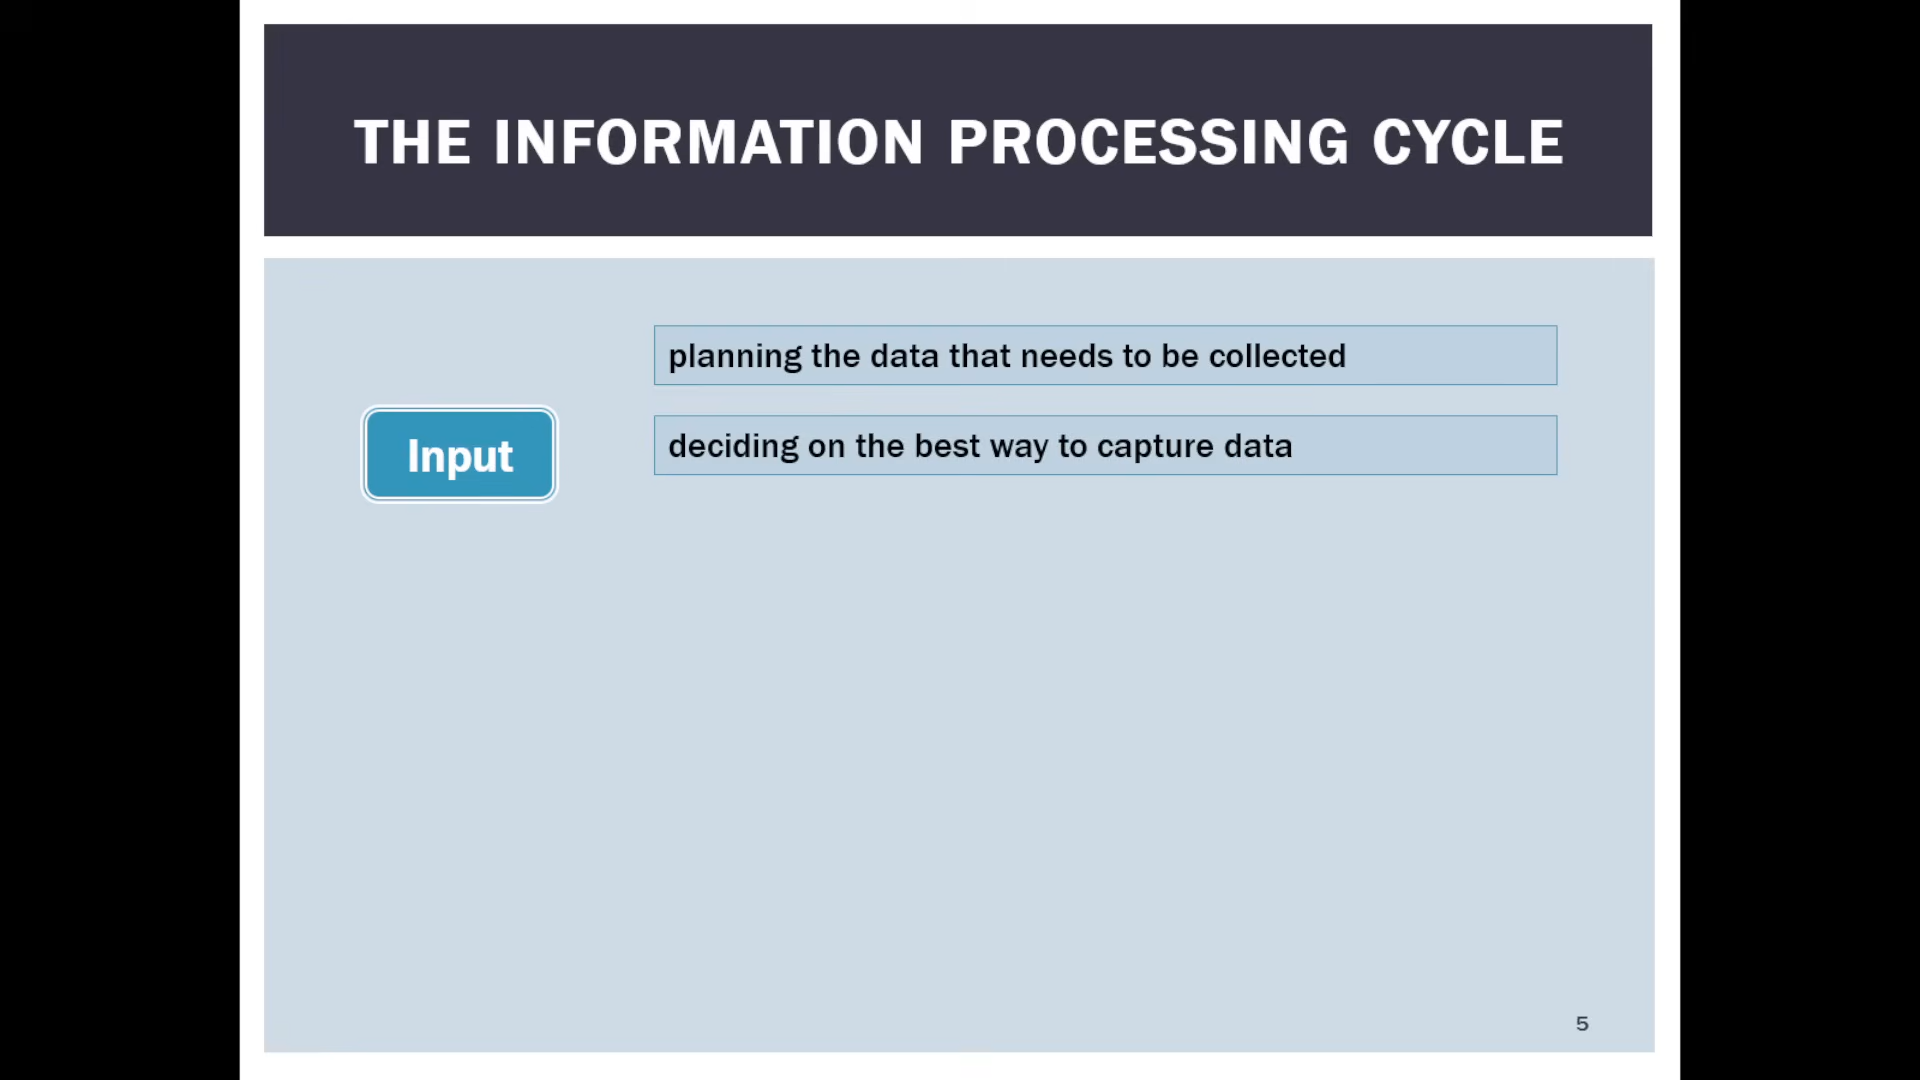 THE INFORMATION PROCESSING CYCLE
planning the data that needs to be collected
Input
deciding on the best way to capture data
5